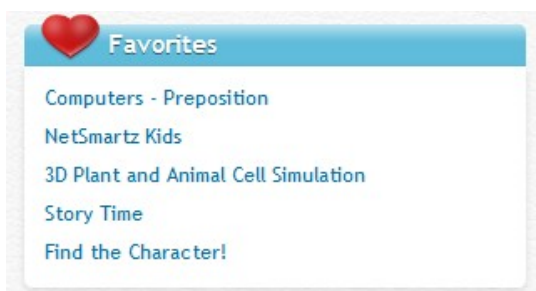 Favorites
Computers - Preposition
NetSmartz Kids
3D Plant and Animal Cell Simulation
Story Time
Find the Character!